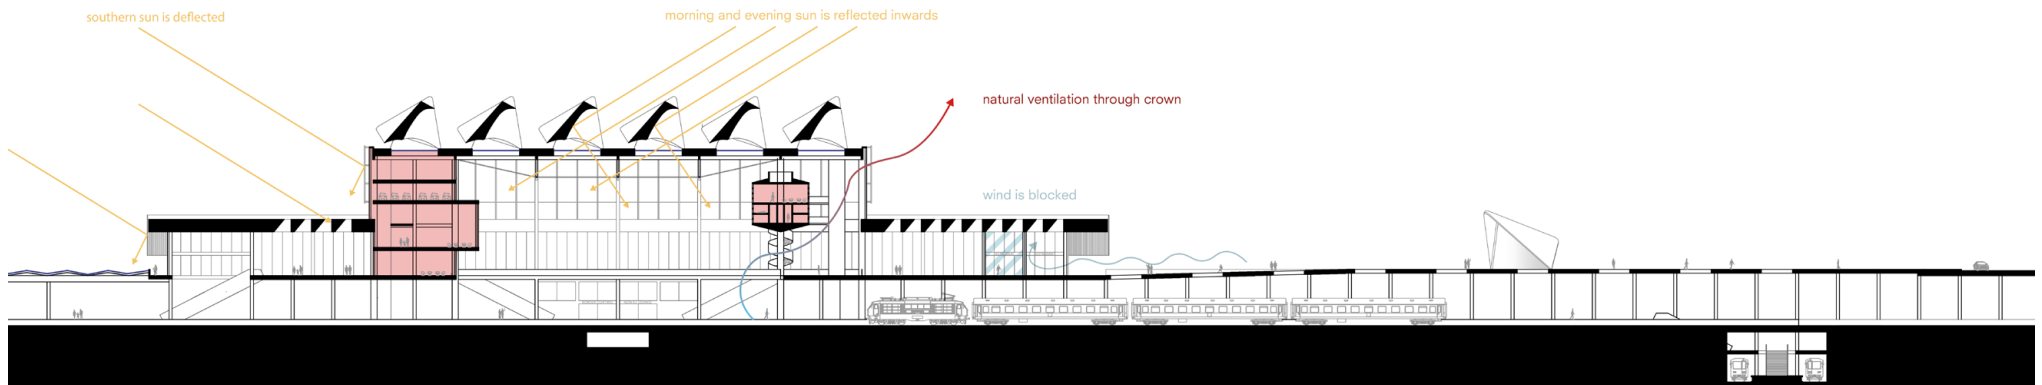 southern sun is deflected
morning and evening sun is reflected inwards
natural ventilation through crown
wind is blocked